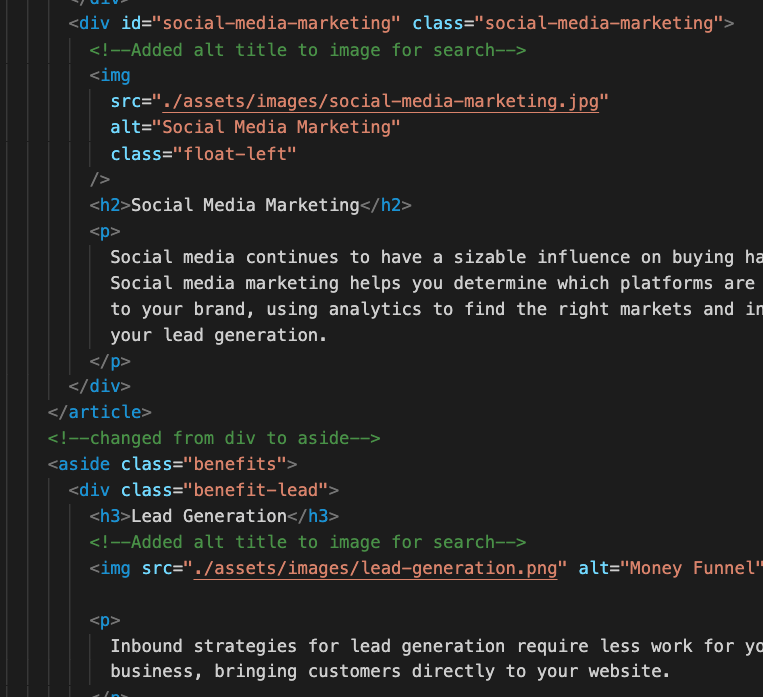 </div>
<div id="social-media-marketing" class="social-media-marketing">
<!--Added alt title to image for search-->
<img
src="./assets/images/social-media-marketing.jpg"
alt="Social Media Marketing"
class="float-left"
/>
<h2>Social Media Marketing</h2>
<p>
Social media continues to have a sizable influence on buying ha
Social media marketing helps you determine which platforms are
to your brand, using analytics to find the right markets and in
your lead generation.
</p>
</div>
</article>
<!--changed from div to aside-->
<aside class="benefits">
<div class="benefit-lead">
<h3>Lead Generation</h3>
<!--Added alt title to image for search-->
<img src="./assets/images/lead-generation.png" alt="Money Funnel"
<p>
Inbound strategies for lead generation require less work for yo
business, bringing customers directly to your website.
</p>